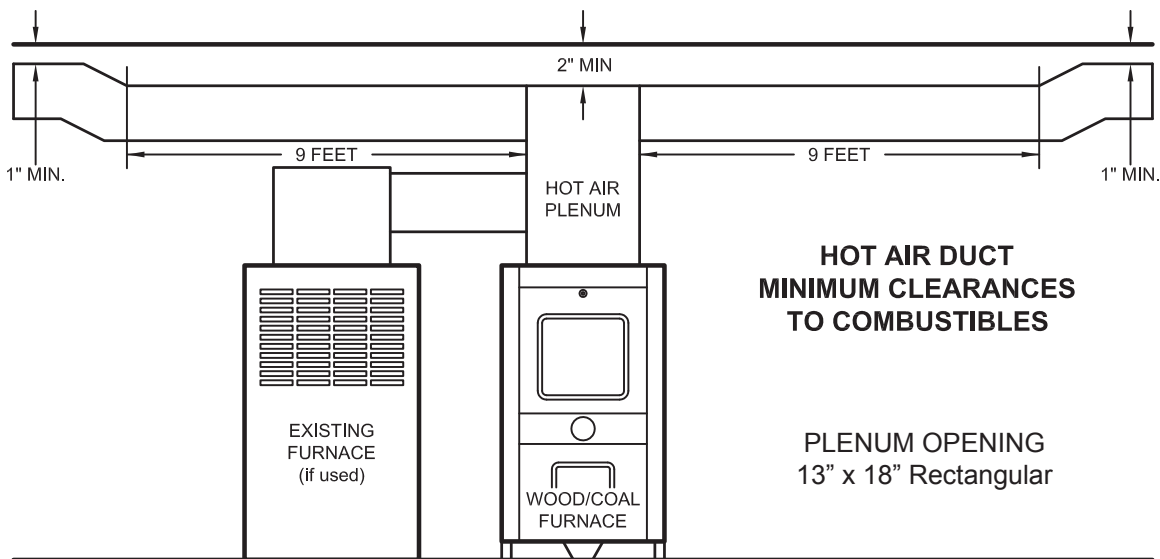 2" MIN
9 FEET
9 FEET
1" MIN.
1" MIN.
HOT AIR
PLENUM
HOT AIR DUCT
MINIMUM CLEARANCES
TO COMBUSTIBLES
EXISTING
FURNACE
(if used)
PLENUM OPENING
13” x 18” Rectangular
WOOD/COAL
FURNACE